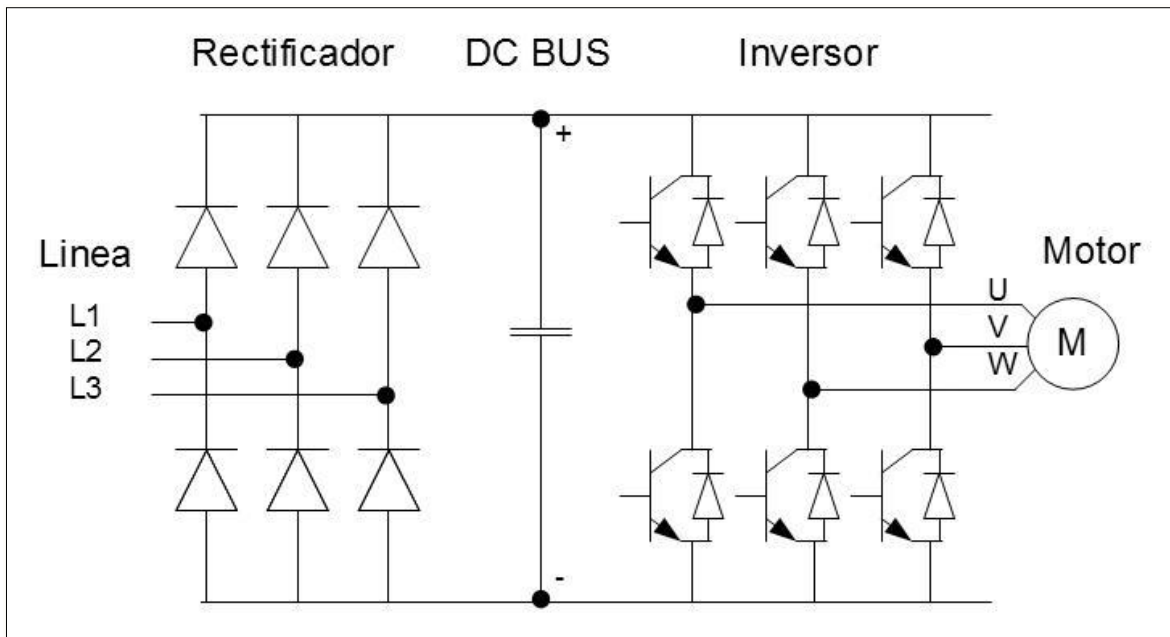 Rectificador
DC BUS
Inversor
+
Linea
L1
L2
L3
Motor
U
V
W
M
-